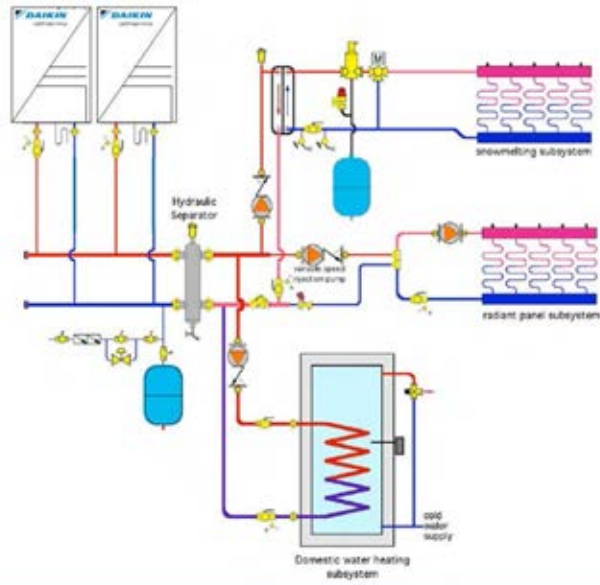 DAIKIN
DAIKIN
M
snowmelting subsystem
Hydraulic
Separator
variable speed
injection pump
radiant panel subsystem
cold
water
supply
Domestic water heating
subsystem